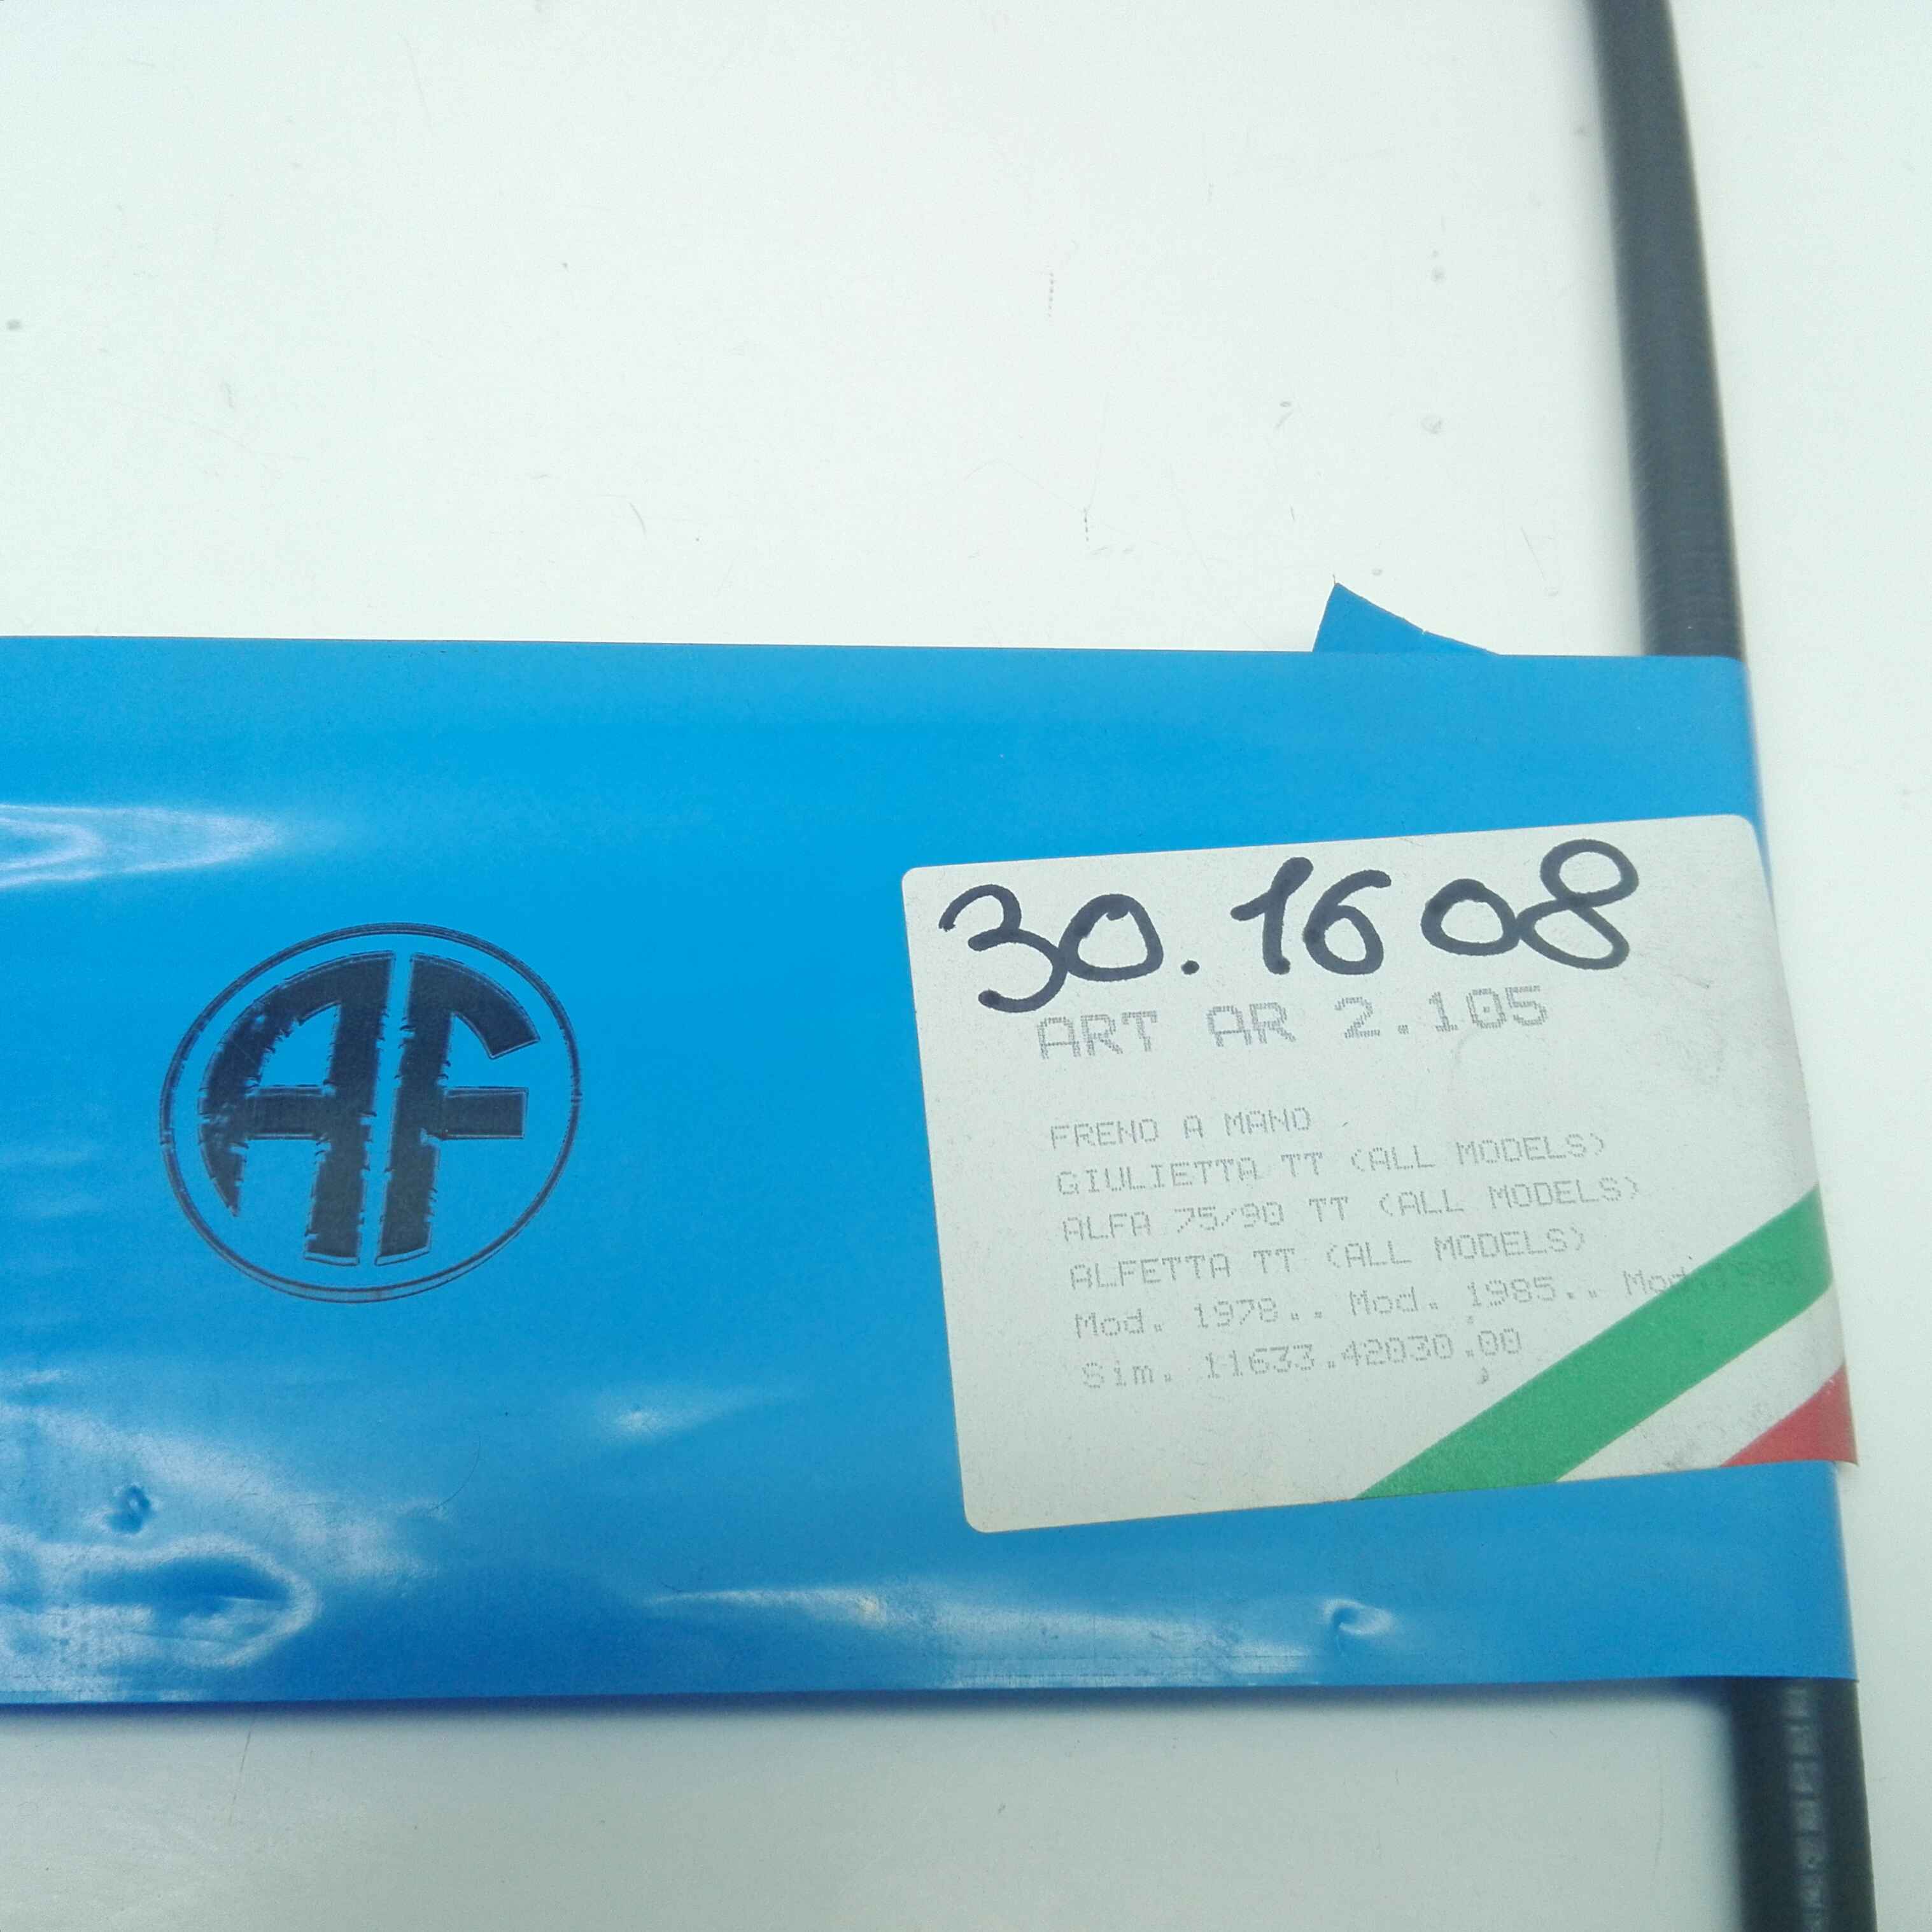 AF
30.1608
ART AR 2.105
FRENO A MANO
GIULIETTA TT (ALL MODELS)
ALFA 75/90 TT (ALL MODELS)
ALFETTA TT (ALL MODELS)
Mod. 1978.. Mod. 1985.. Mod.
Sim. 11633.42030.00